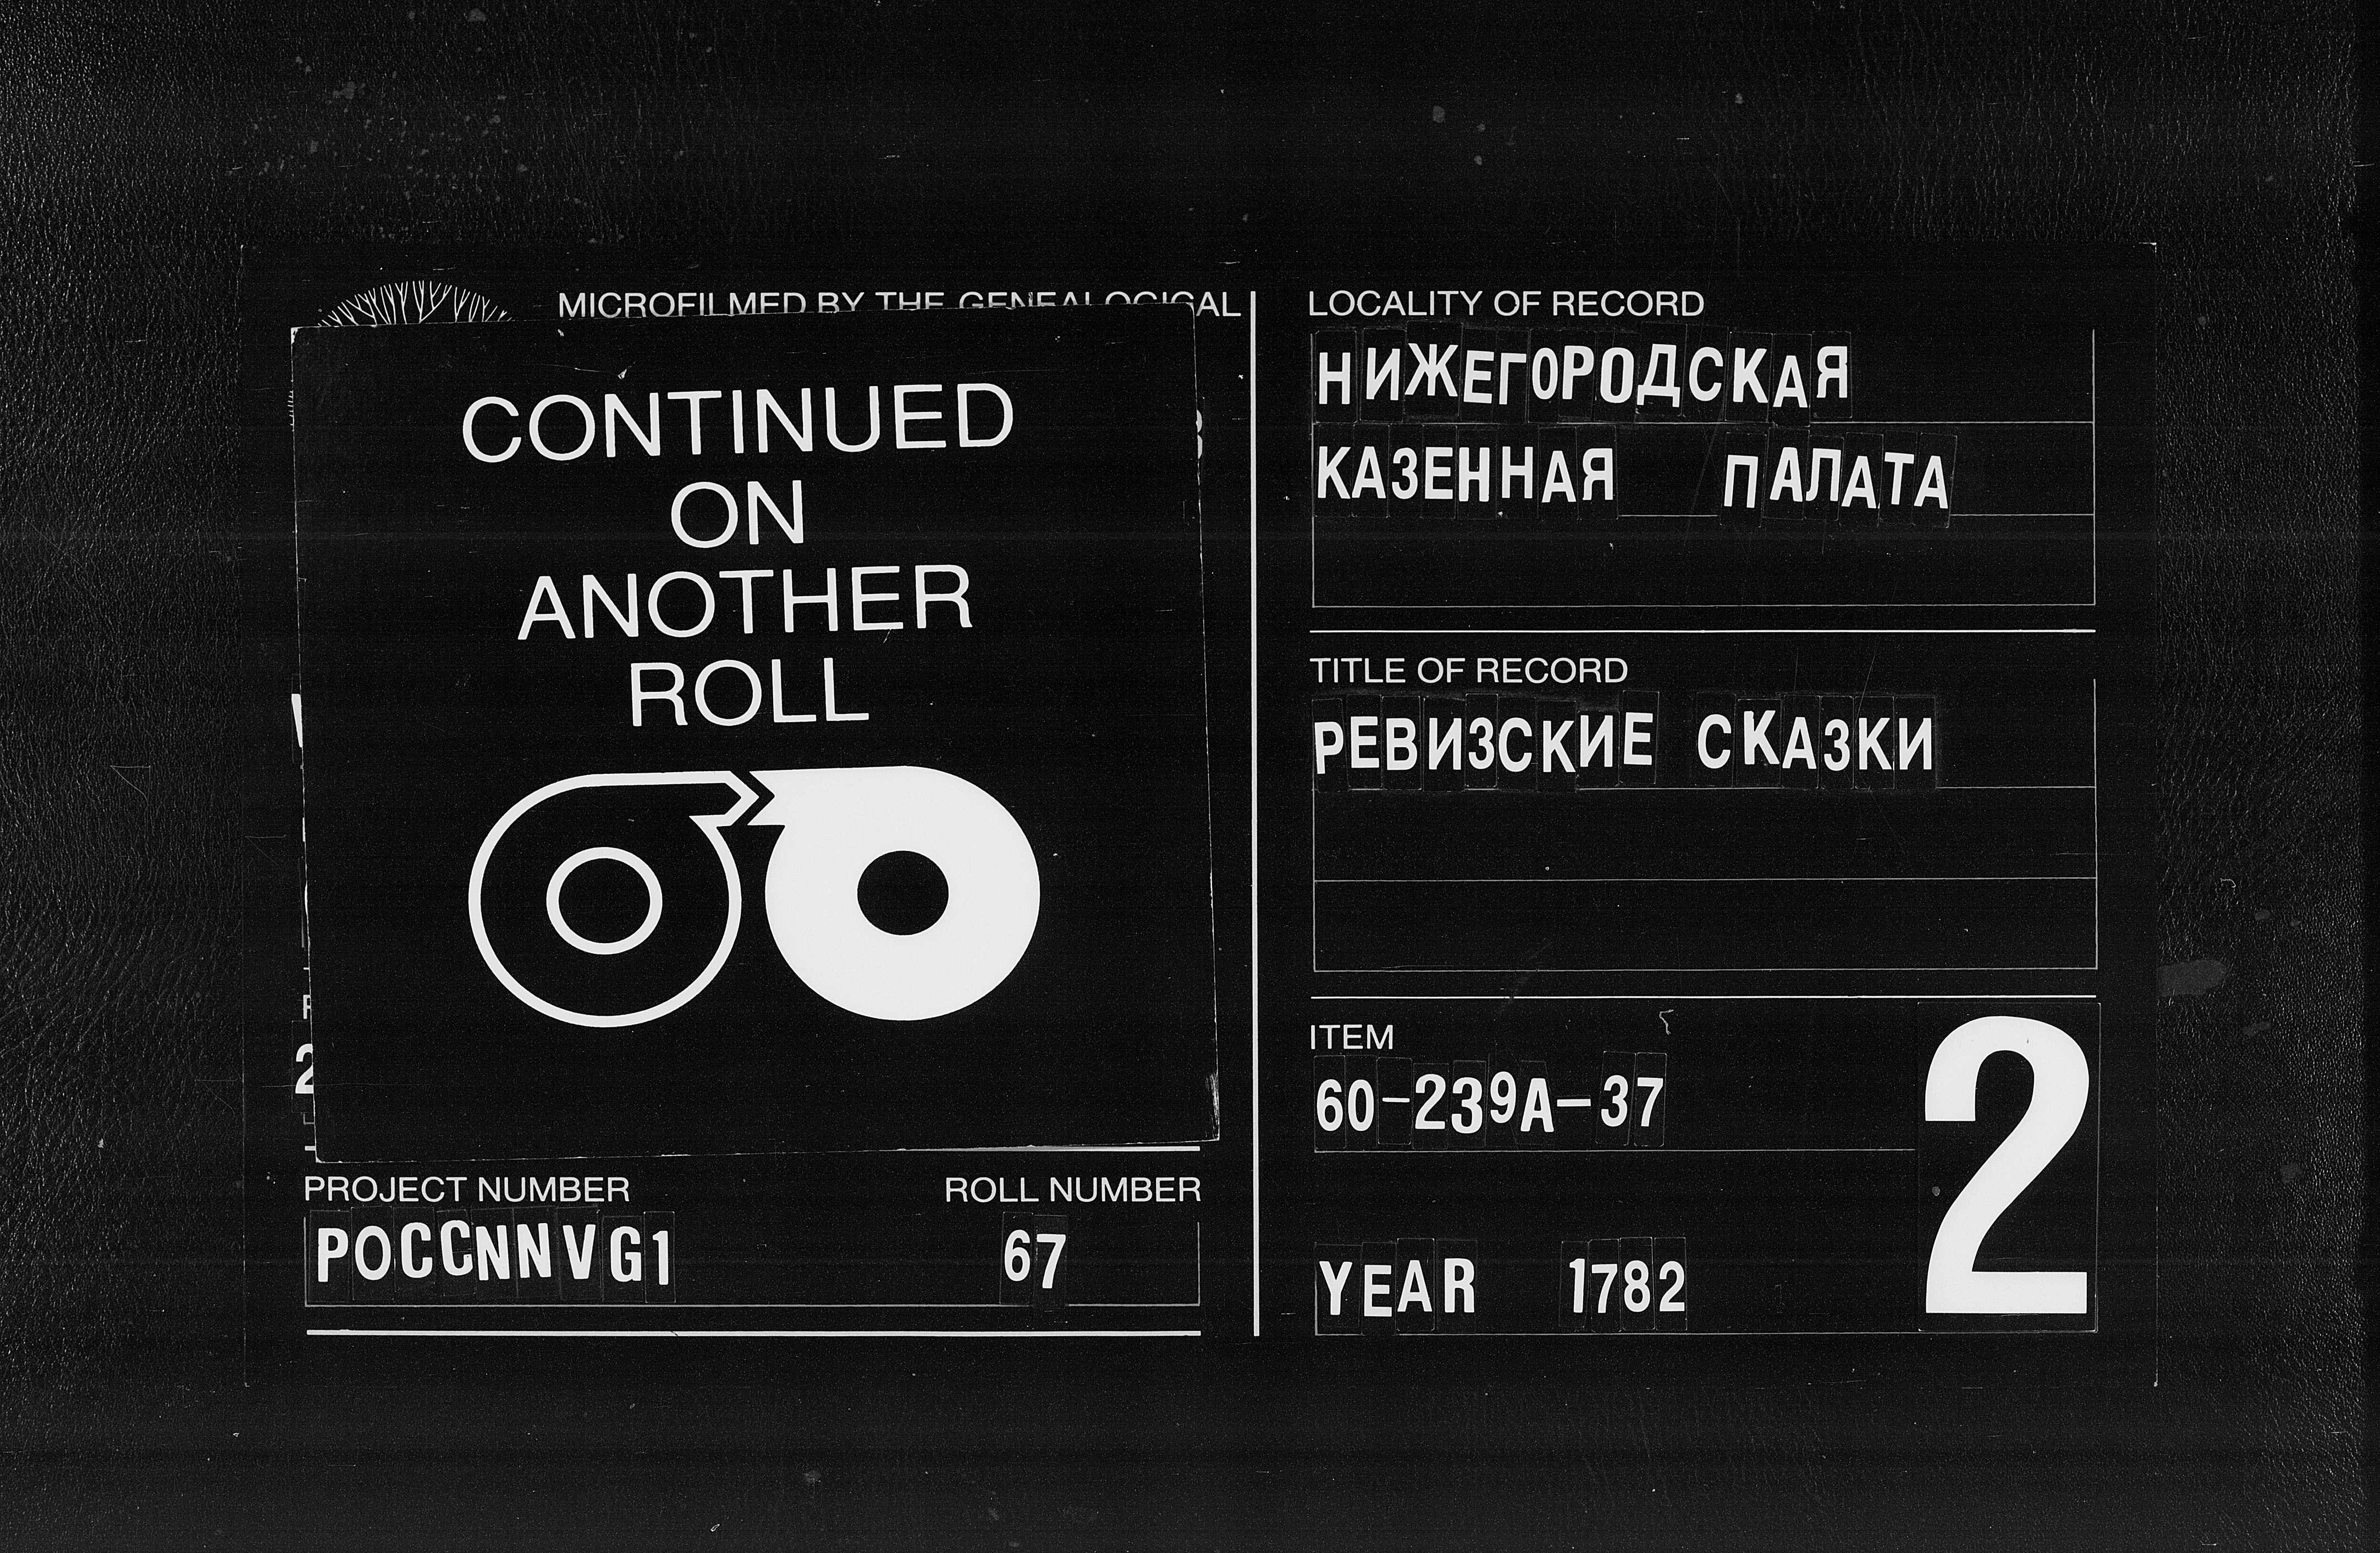 MICROFILMED BY THE GENEALOGICAL
CONTINUED
ON
ANOTHER
ROLL
PROJECT NUMBER
POCCNNVG1
ROLL NUMBER
67
LOCALITY OF RECORD
НИЖЕГОРОДСКАЯ
КАЗЕННАЯ ПАЛАТА
TITLE OF RECORD
РЕВИЗСКИЕ СКАЗКИ
ITEM
60-239А-37
2
YEAR 1782